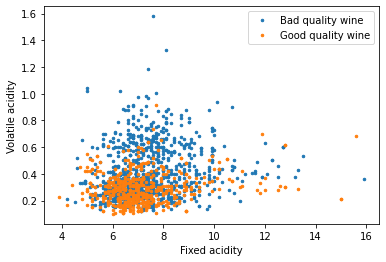 Bad quality wine
Good quality wine
1.6
1.4
1.2
1.0
0.8
0.6
0.4
0.2
Volatile acidity
4 6 8 10 12 14 16
Fixed acidity